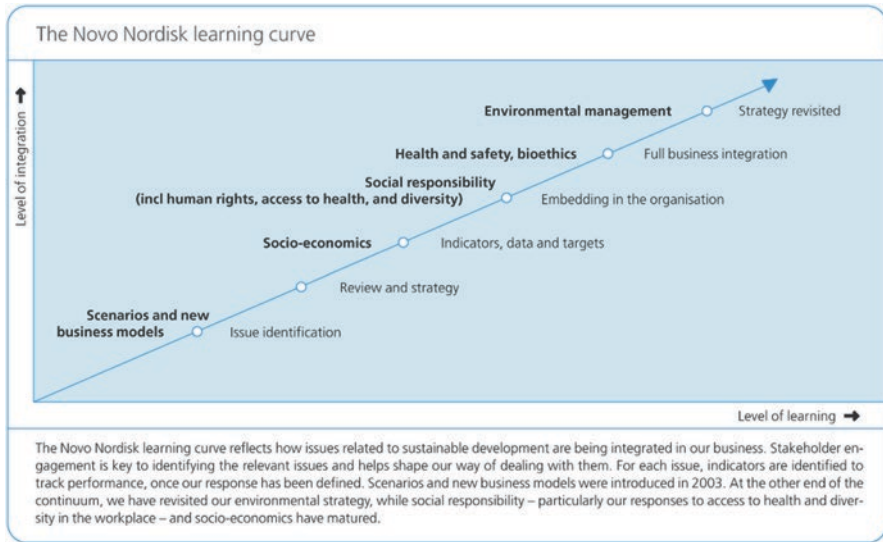 The Novo Nordisk learning curve
Level of integration
Environmental management
Strategy revisited
Health and safety, bioethics
Full business integration
Social responsibility
(incl human rights, access to health, and diversity)
Embedding in the organisation
Socio-economics
Indicators, data and targets
Review and strategy
Scenarios and new
business models
Issue identification
Level of learning
The Novo Nordisk learning curve reflects how issues related to sustainable development are being integrated in our business. Stakeholder en-
gagement is key to identifying the relevant issues and helps shape our way of dealing with them. For each issue, indicators are identified to
track performance, once our response has been defined. Scenarios and new business models were introduced in 2003. At the other end of the
continuum, we have revisited our environmental strategy, while social responsibility – particularly our responses to access to health and diver-
sity in the workplace – and socio-economics have matured.